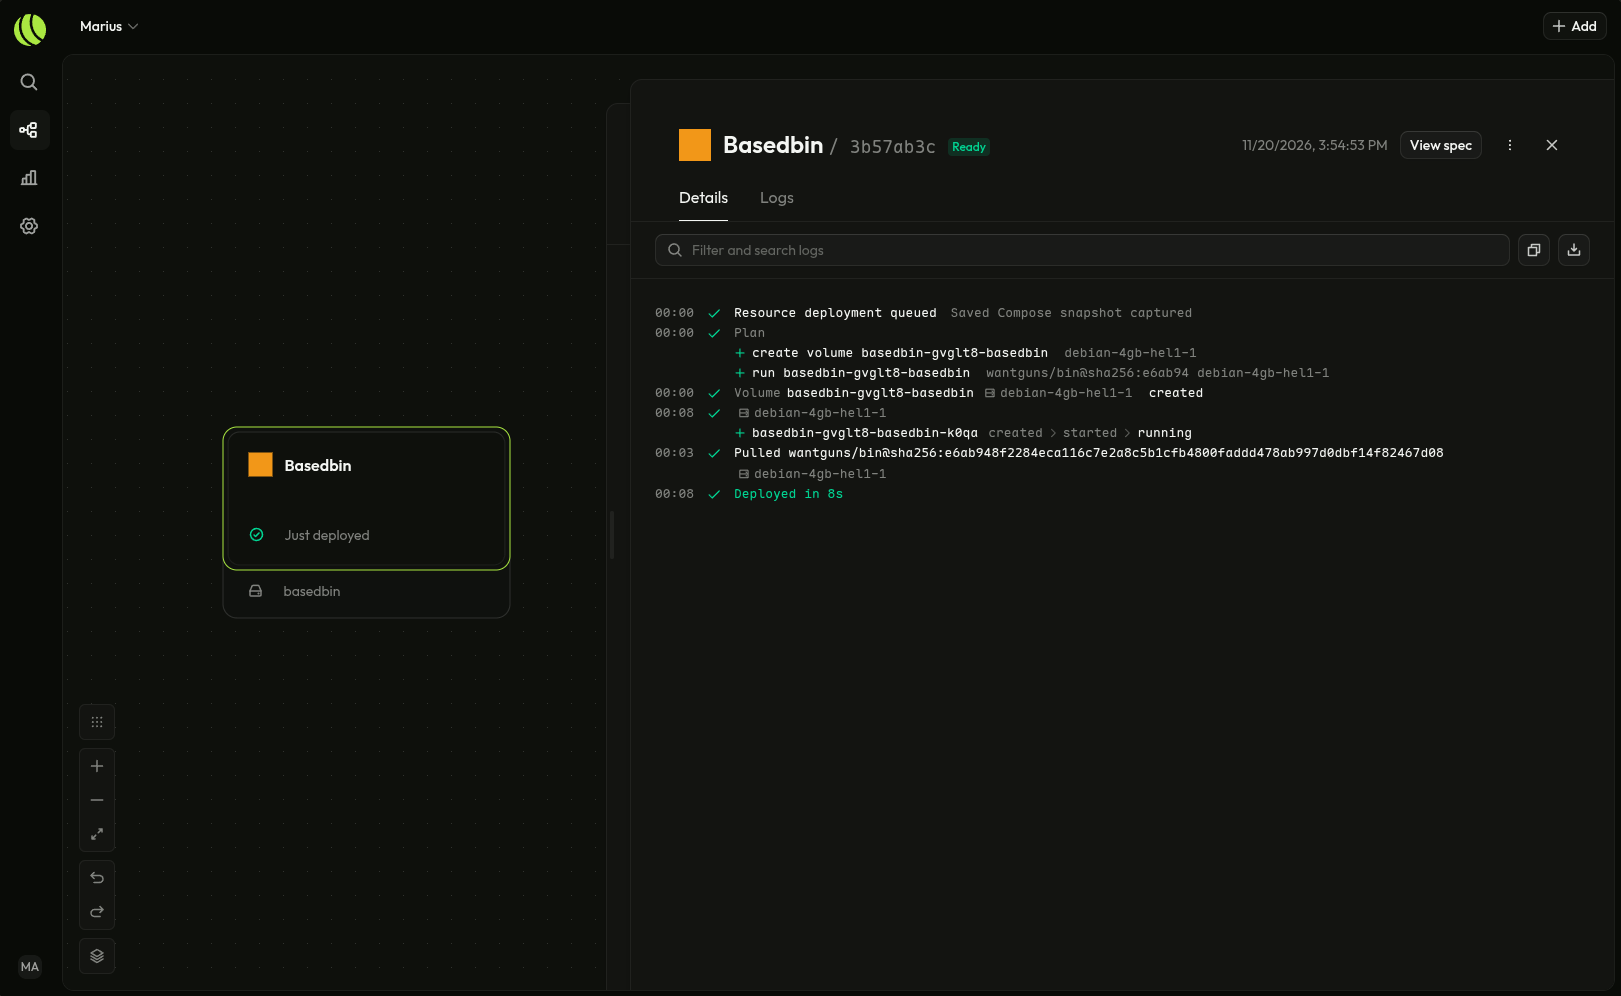 Marius
Add
Basedbin / 3b57ab3c Ready
11/20/2026, 3:54:53 PM
View spec
Details
Logs
Filter and search logs
00:00 Resource deployment queued Saved Compose snapshot captured
00:00 Plan
+ create volume basedbin-gvglt8-basedbin debian-4gb-hel1-1
+ run basedbin-gvglt8-basedbin wantguns/bin@sha256:e6ab94 debian-4gb-hel1-1
00:00 Volume basedbin-gvglt8-basedbin debian-4gb-hel1-1 created
00:08 debian-4gb-hel1-1
+ basedbin-gvglt8-basedbin-k0qa created > started > running
00:03 Pulled wantguns/bin@sha256:e6ab948f2284eca116c7e2a8c5b1cfb4800faddd478ab997d0dbf14f82467d08
debian-4gb-hel1-1
00:08 Deployed in 8s
Basedbin
Just deployed
basedbin
MA